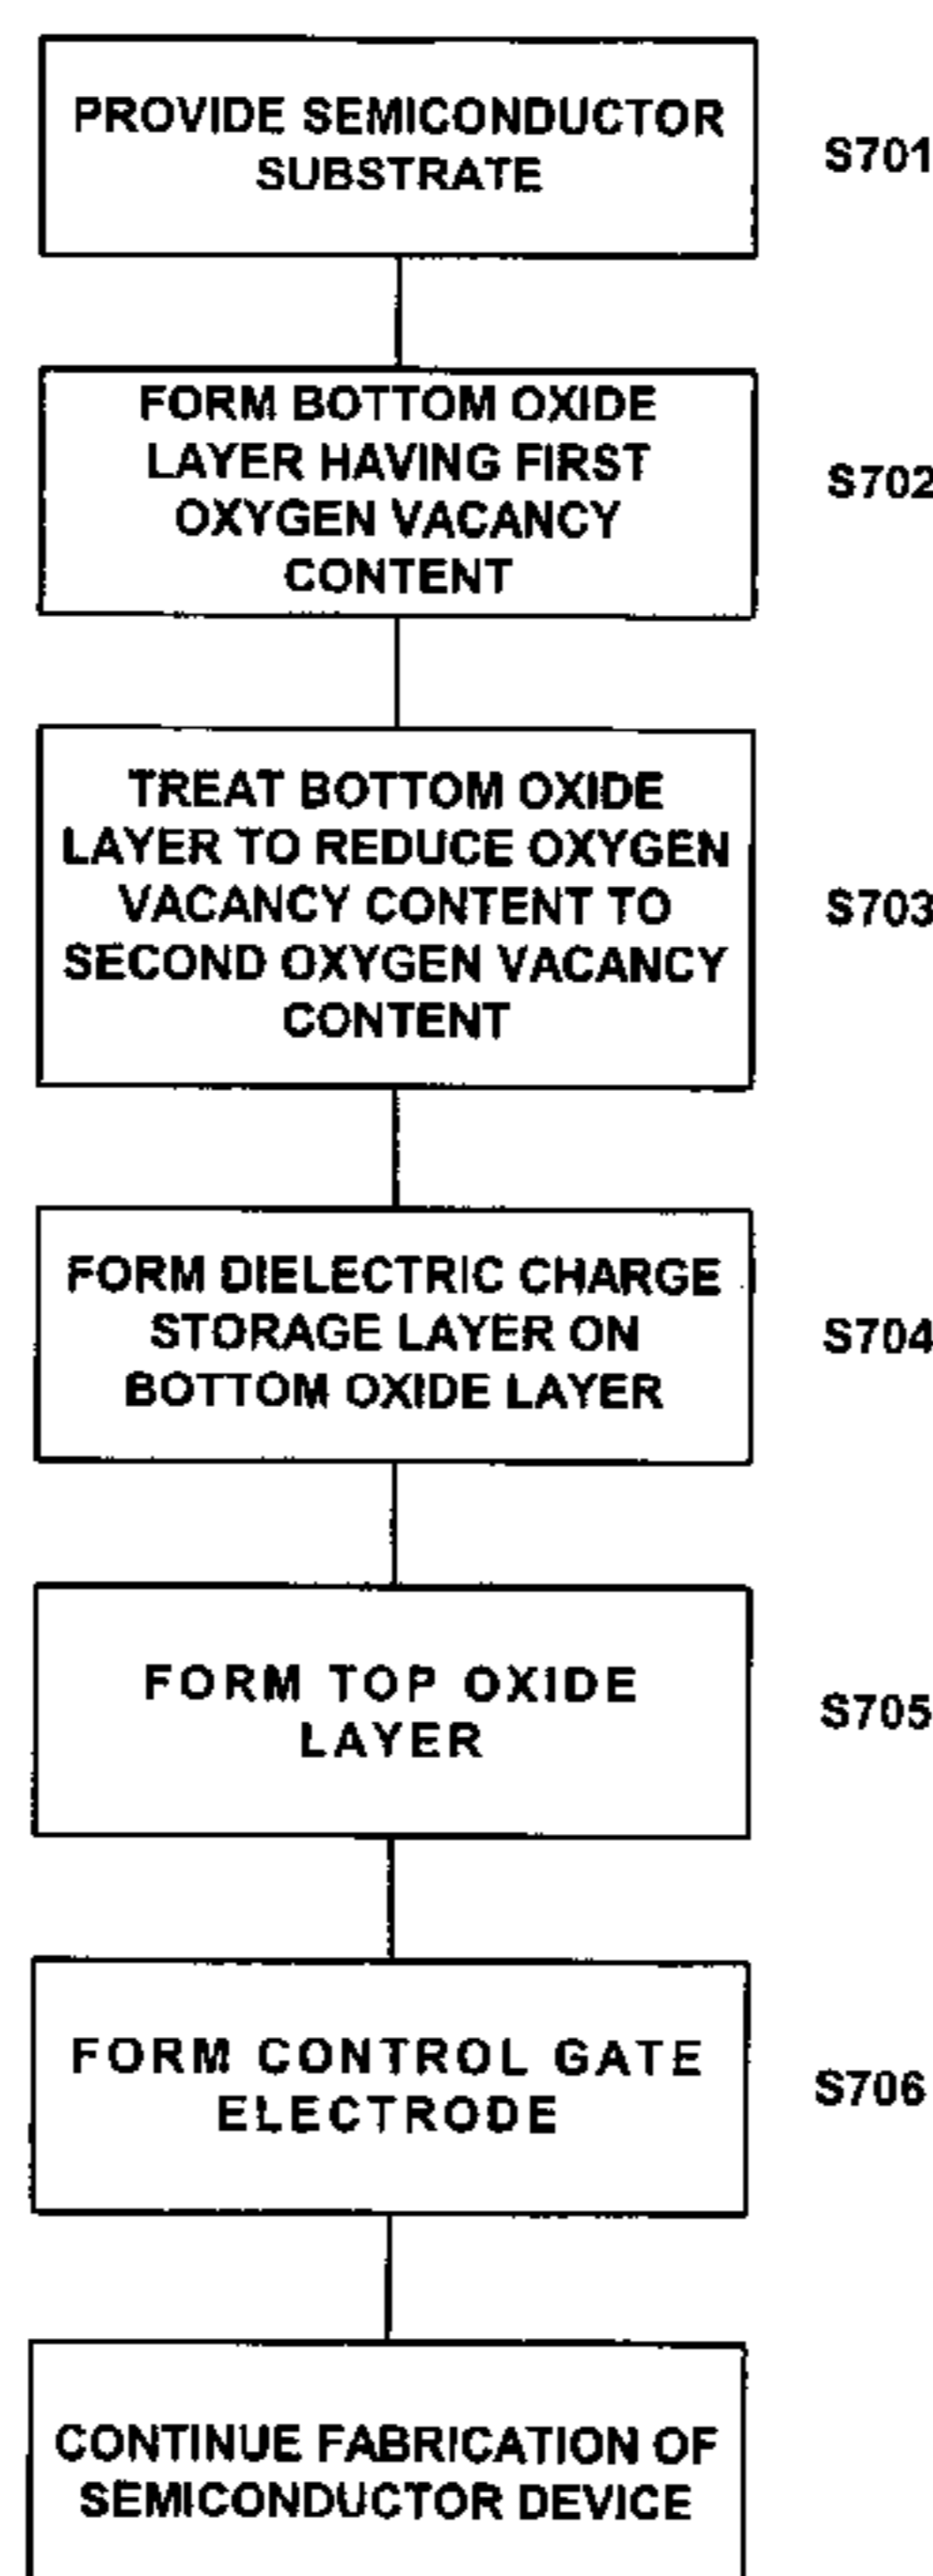 PROVIDE SEMICONDUCTOR
SUBSTRATE
S701
FORM BOTTOM OXIDE
LAYER HAVING FIRST
OXYGEN VACANCY
CONTENT
S702
TREAT BOTTOM OXIDE
LAYER TO REDUCE OXYGEN
VACANCY CONTENT TO
SECOND OXYGEN VACANCY
CONTENT
S703
FORM DIELECTRIC CHARGE
STORAGE LAYER ON
BOTTOM OXIDE LAYER
S704
FORM TOP OXIDE
LAYER
S705
FORM CONTROL GATE
ELECTRODE
S706
CONTINUE FABRICATION OF
SEMICONDUCTOR DEVICE